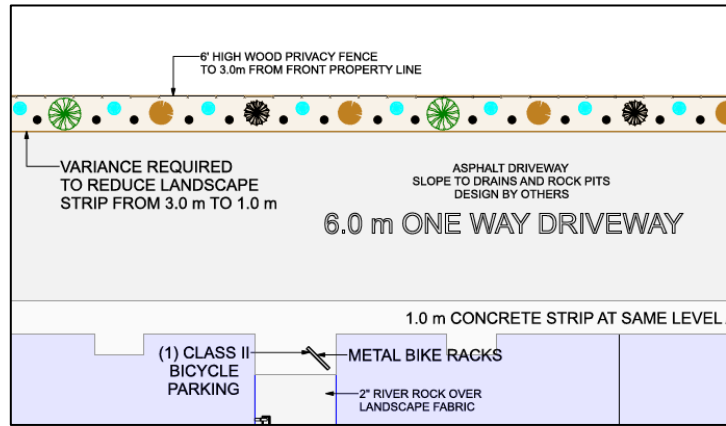 6' HIGH WOOD PRIVACY FENCE
TO 3.0m FROM FRONT PROPERTY LINE
VARIANCE REQUIRED
TO REDUCE LANDSCAPE
STRIP FROM 3.0 m TO 1.0 m
ASPHALT DRIVEWAY
SLOPE TO DRAINS AND ROCK PITS
DESIGN BY OTHERS
6.0 m ONE WAY DRIVEWAY
1.0 m CONCRETE STRIP AT SAME LEVEL
(1) CLASS II
BICYCLE
PARKING
METAL BIKE RACKS
2" RIVER ROCK OVER
LANDSCAPE FABRIC